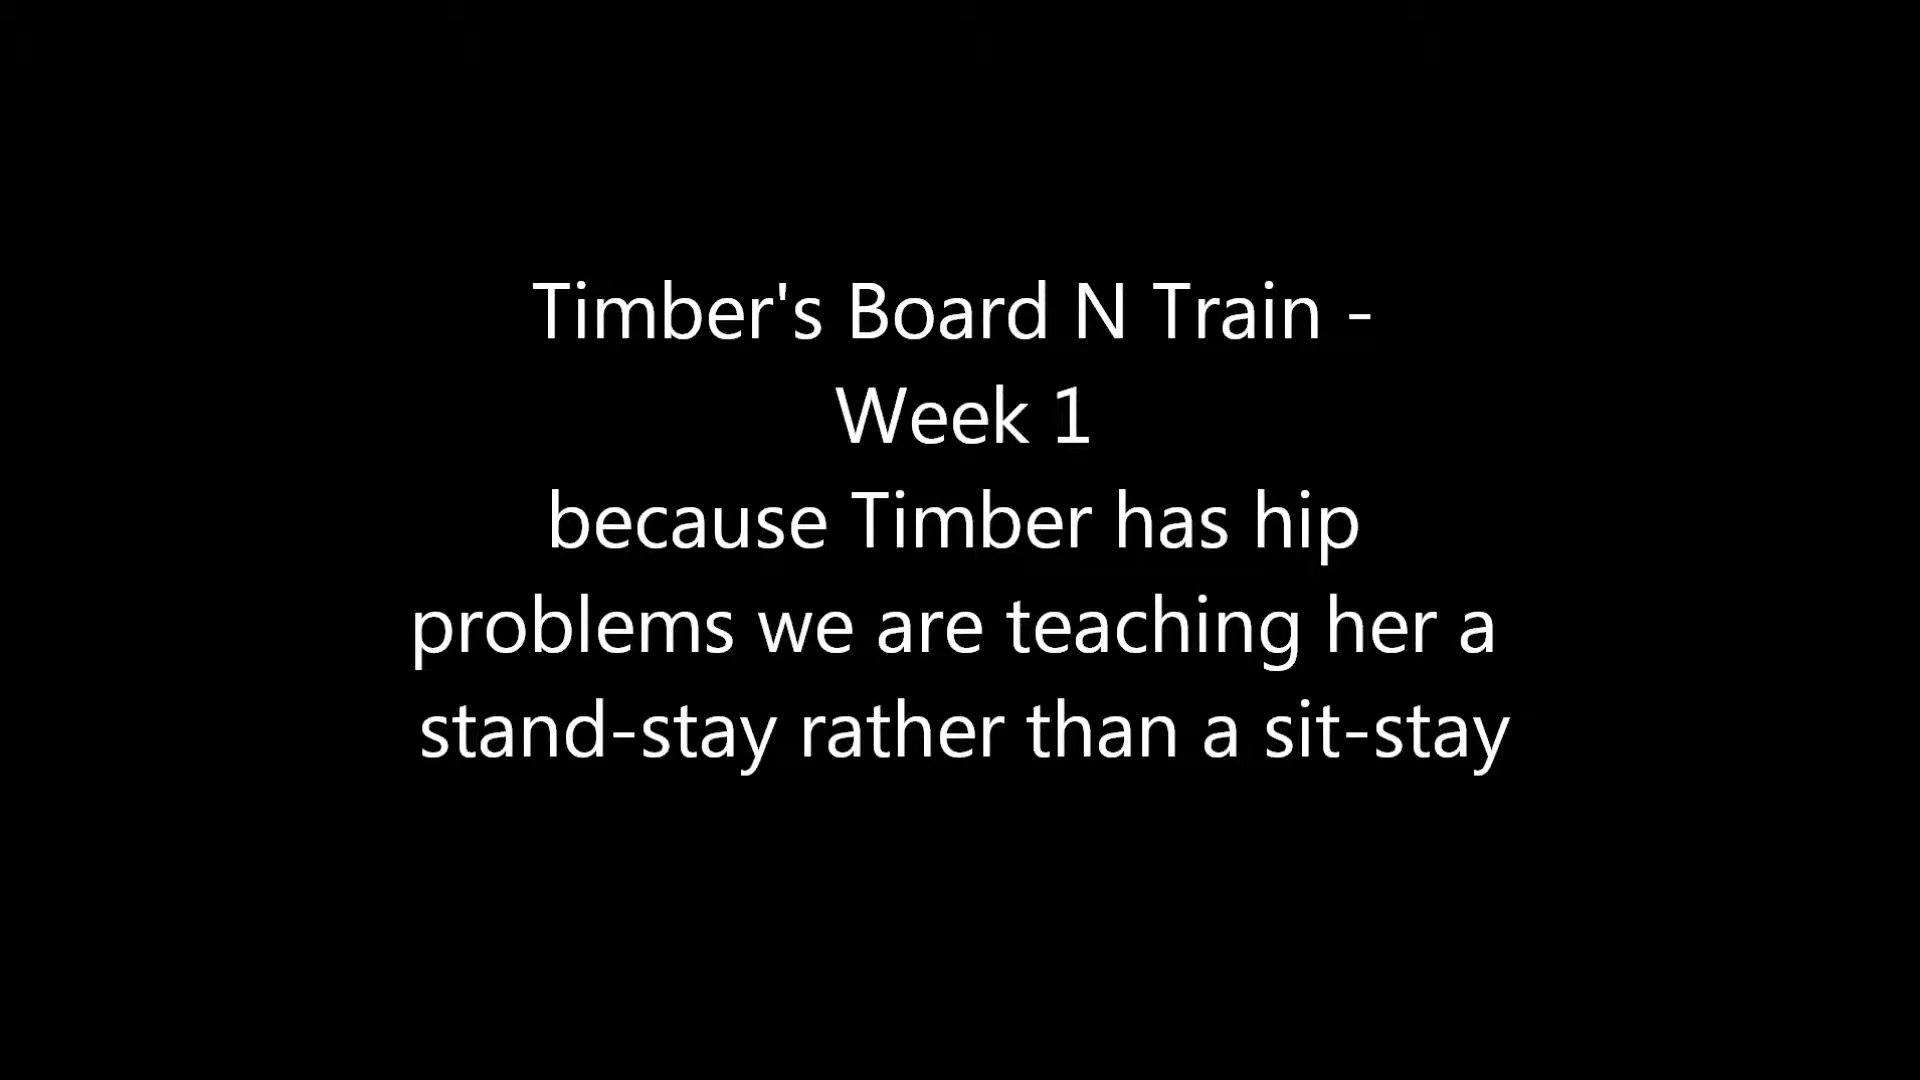 Timber's Board N Train -
Week 1
because Timber has hip
problems we are teaching her a
stand-stay rather than a sit-stay